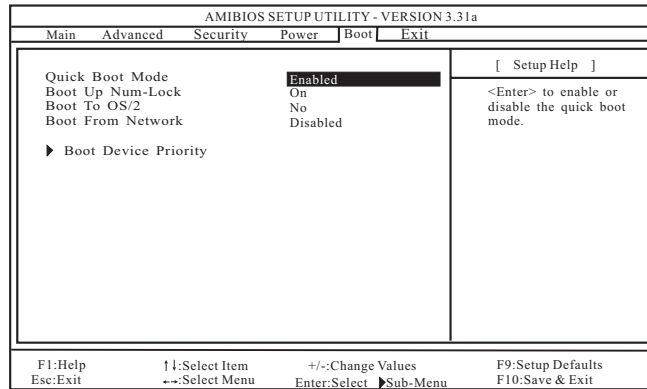 AMIBIOS SETUP UTILITY - VERSION 3.31a
Main Advanced Security Power Boot Exit
Quick Boot Mode Enabled
Boot Up Num-Lock On
Boot To OS/2 No
Boot From Network Disabled
▶ Boot Device Priority
[ Setup Help ]
<Enter> to enable or
disable the quick boot
mode.
F1:Help ↑↓:Select Item +/-:Change Values F9:Setup Defaults
Esc:Exit ←→:Select Menu Enter:Select ▶Sub-Menu F10:Save & Exit